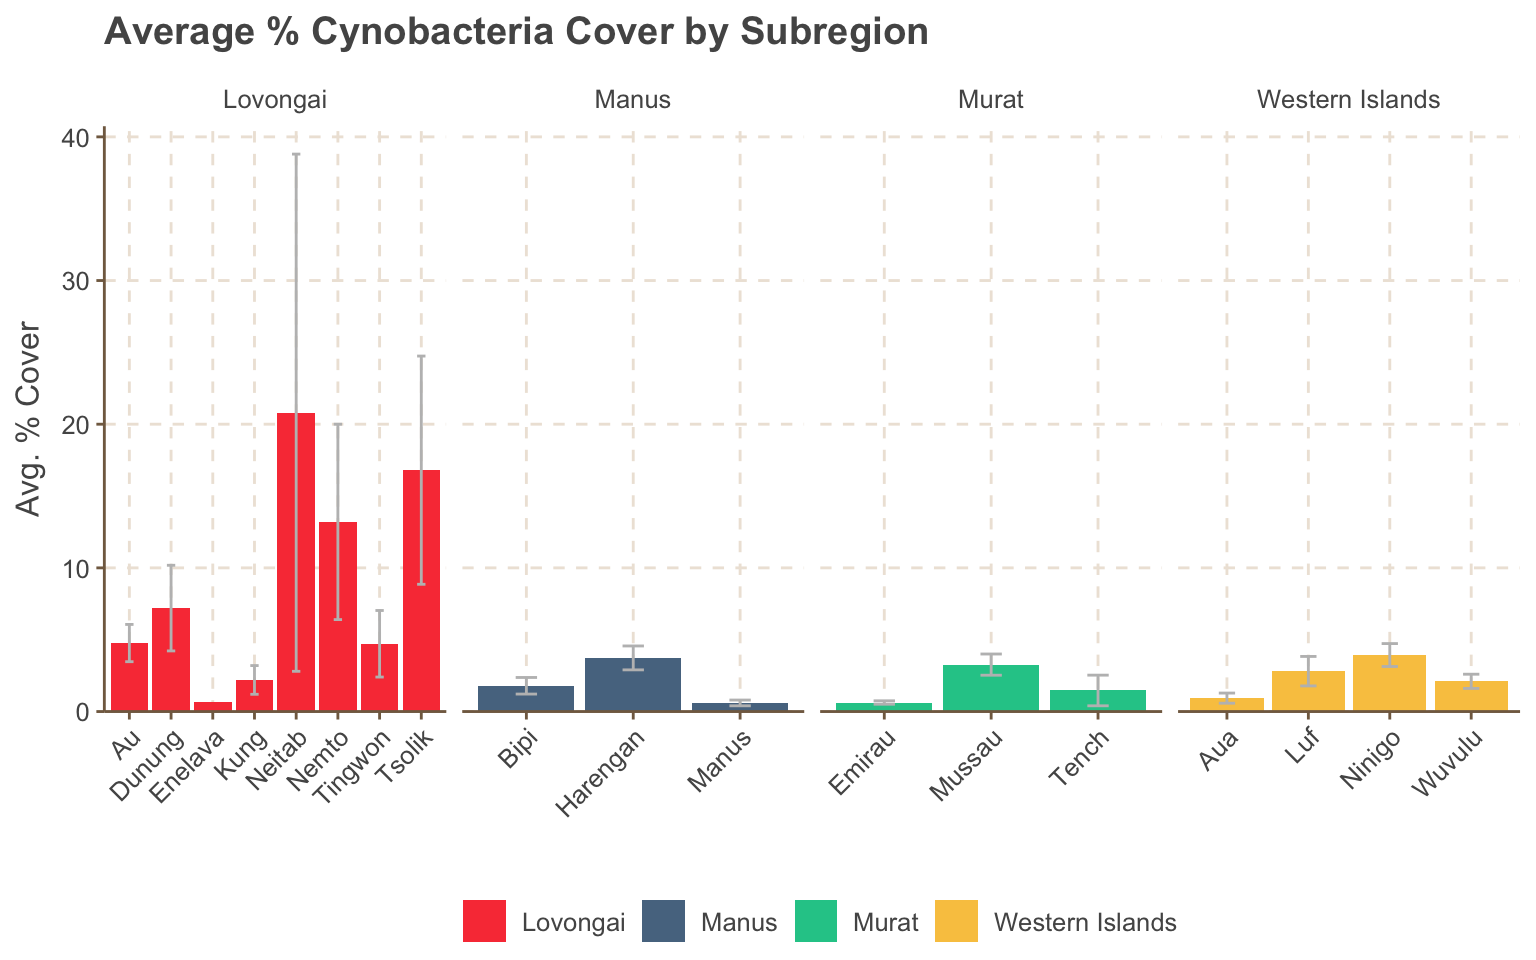 Average % Cynobacteria Cover by Subregion
Lovongai
Manus
Murat
Western Islands
Avg. % Cover
40
30
20
10
0
Au
Dunung
Enelava
Kung
Neitab
Nemto
Tingwon
Tsolik
Bipi
Harengan
Manus
Emirau
Mussau
Tench
Aua
Luf
Ninigo
Wuvulu
Lovongai
Manus
Murat
Western Islands